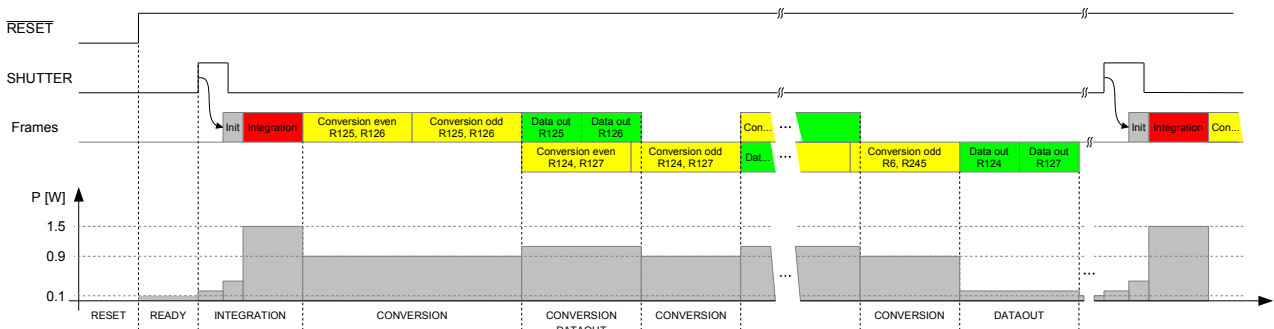 RESET
SHUTTER
Frames
Init
Integration
Conversion even
R125, R126
Conversion odd
R125, R126
Data out
R125
Data out
R126
Con...
...
Init
Integration
Con...
Conversion even
R124, R127
Conversion odd
R124, R127
Dat...
...
Conversion odd
R6, R245
Data out
R124
Data out
R127
P [W]
1.5
0.9
0.1
...
...
RESET
READY
INTEGRATION
CONVERSION
CONVERSION
DATAOUT
CONVERSION
CONVERSION
DATAOUT